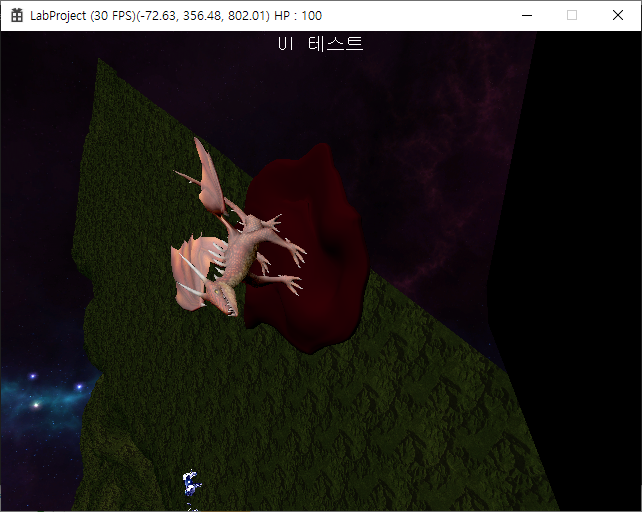 LabProject (30 FPS)(-72.63, 356.48, 802.01) HP : 100
UI 테스트